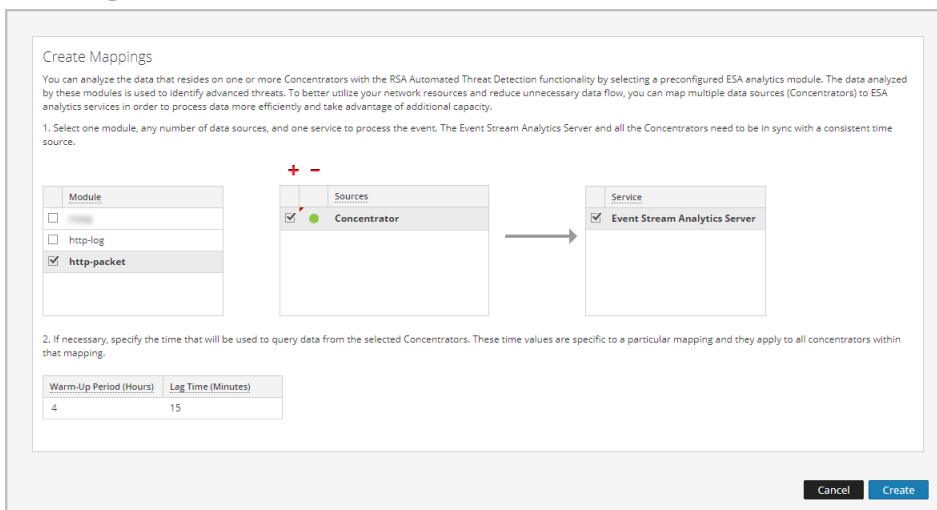 Create Mappings
You can analyze the data that resides on one or more Concentrators with the RSA Automated Threat Detection functionality by selecting a preconfigured ESA analytics module. The data analyzed
by these modules is used to identify advanced threats. To better utilize your network resources and reduce unnecessary data flow, you can map multiple data sources (Concentrators) to ESA
analytics services in order to process data more efficiently and take advantage of additional capacity.
1. Select one module, any number of data sources, and one service to process the event. The Event Stream Analytics Server and all the Concentrators need to be in sync with a consistent time
source.
+ −
Module
http-log
http-packet
Sources
Concentrator
Service
Event Stream Analytics Server
2. If necessary, specify the time that will be used to query data from the selected Concentrators. These time values are specific to a particular mapping and they apply to all concentrators within
that mapping.
Warm-Up Period (Hours) Lag Time (Minutes)
4 15
Cancel Create